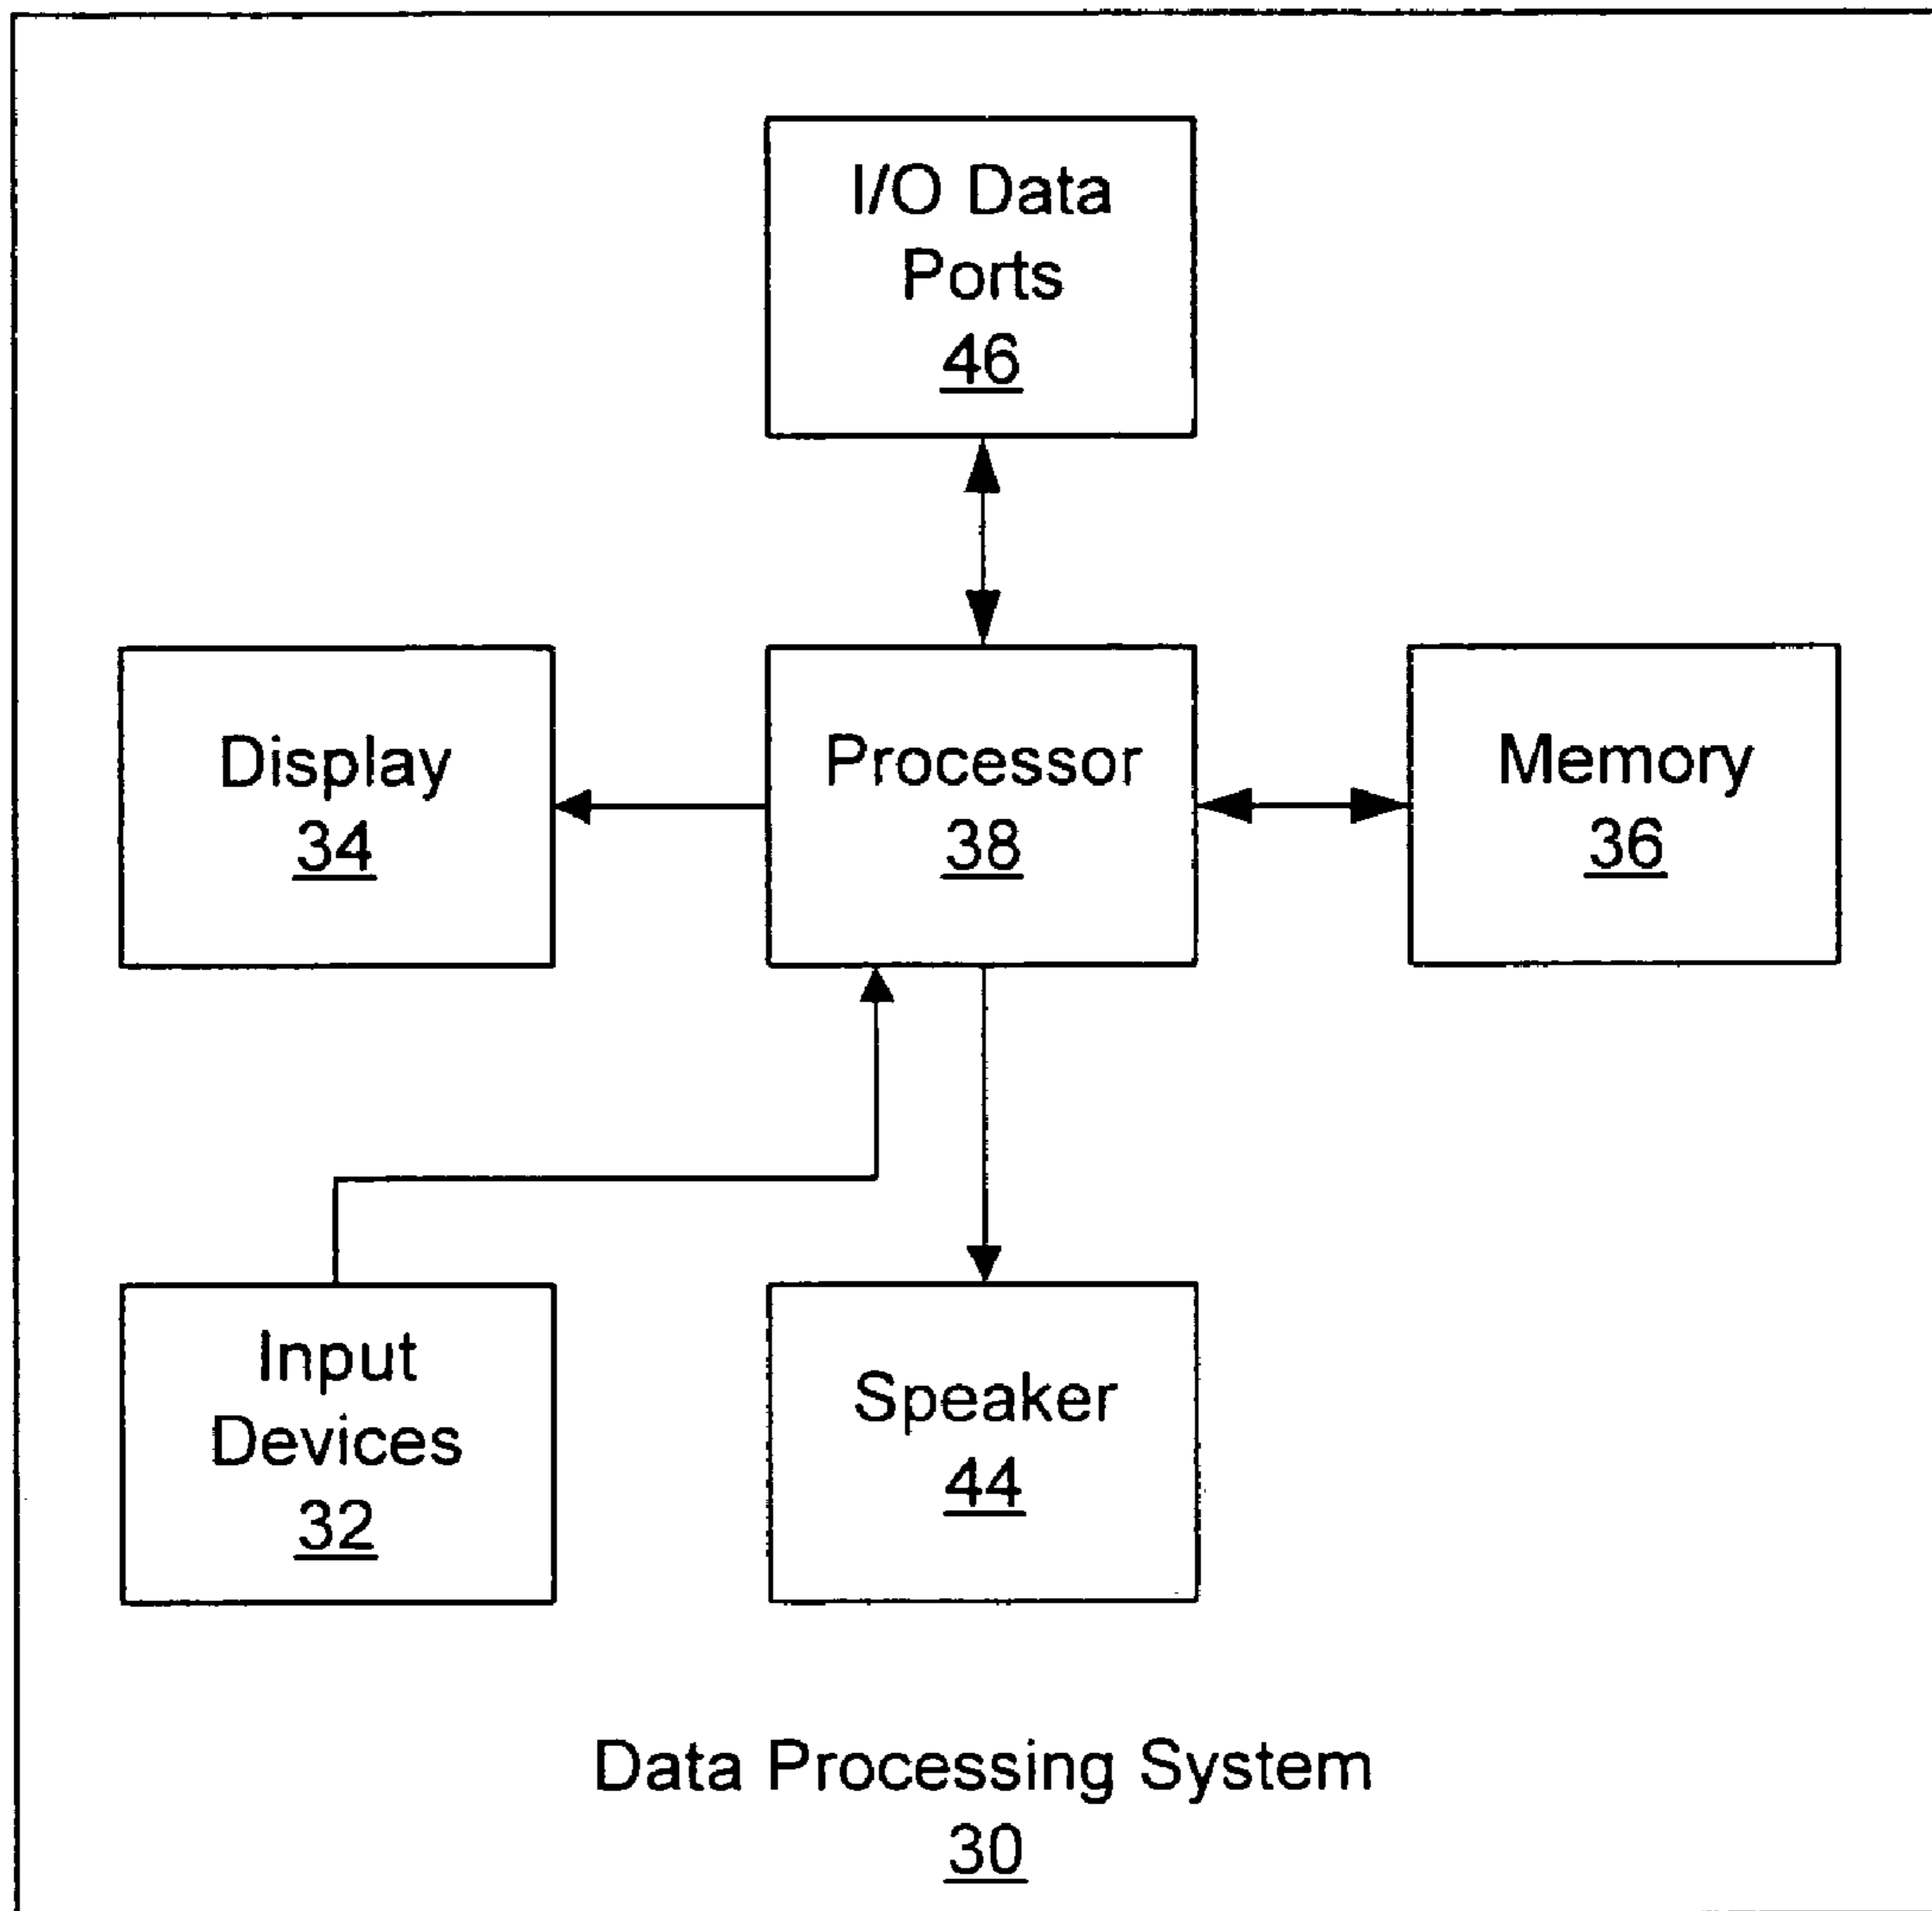 I/O Data
Ports
46
Display
34
Processor
38
Memory
36
Input
Devices
32
Speaker
44
Data Processing System
30